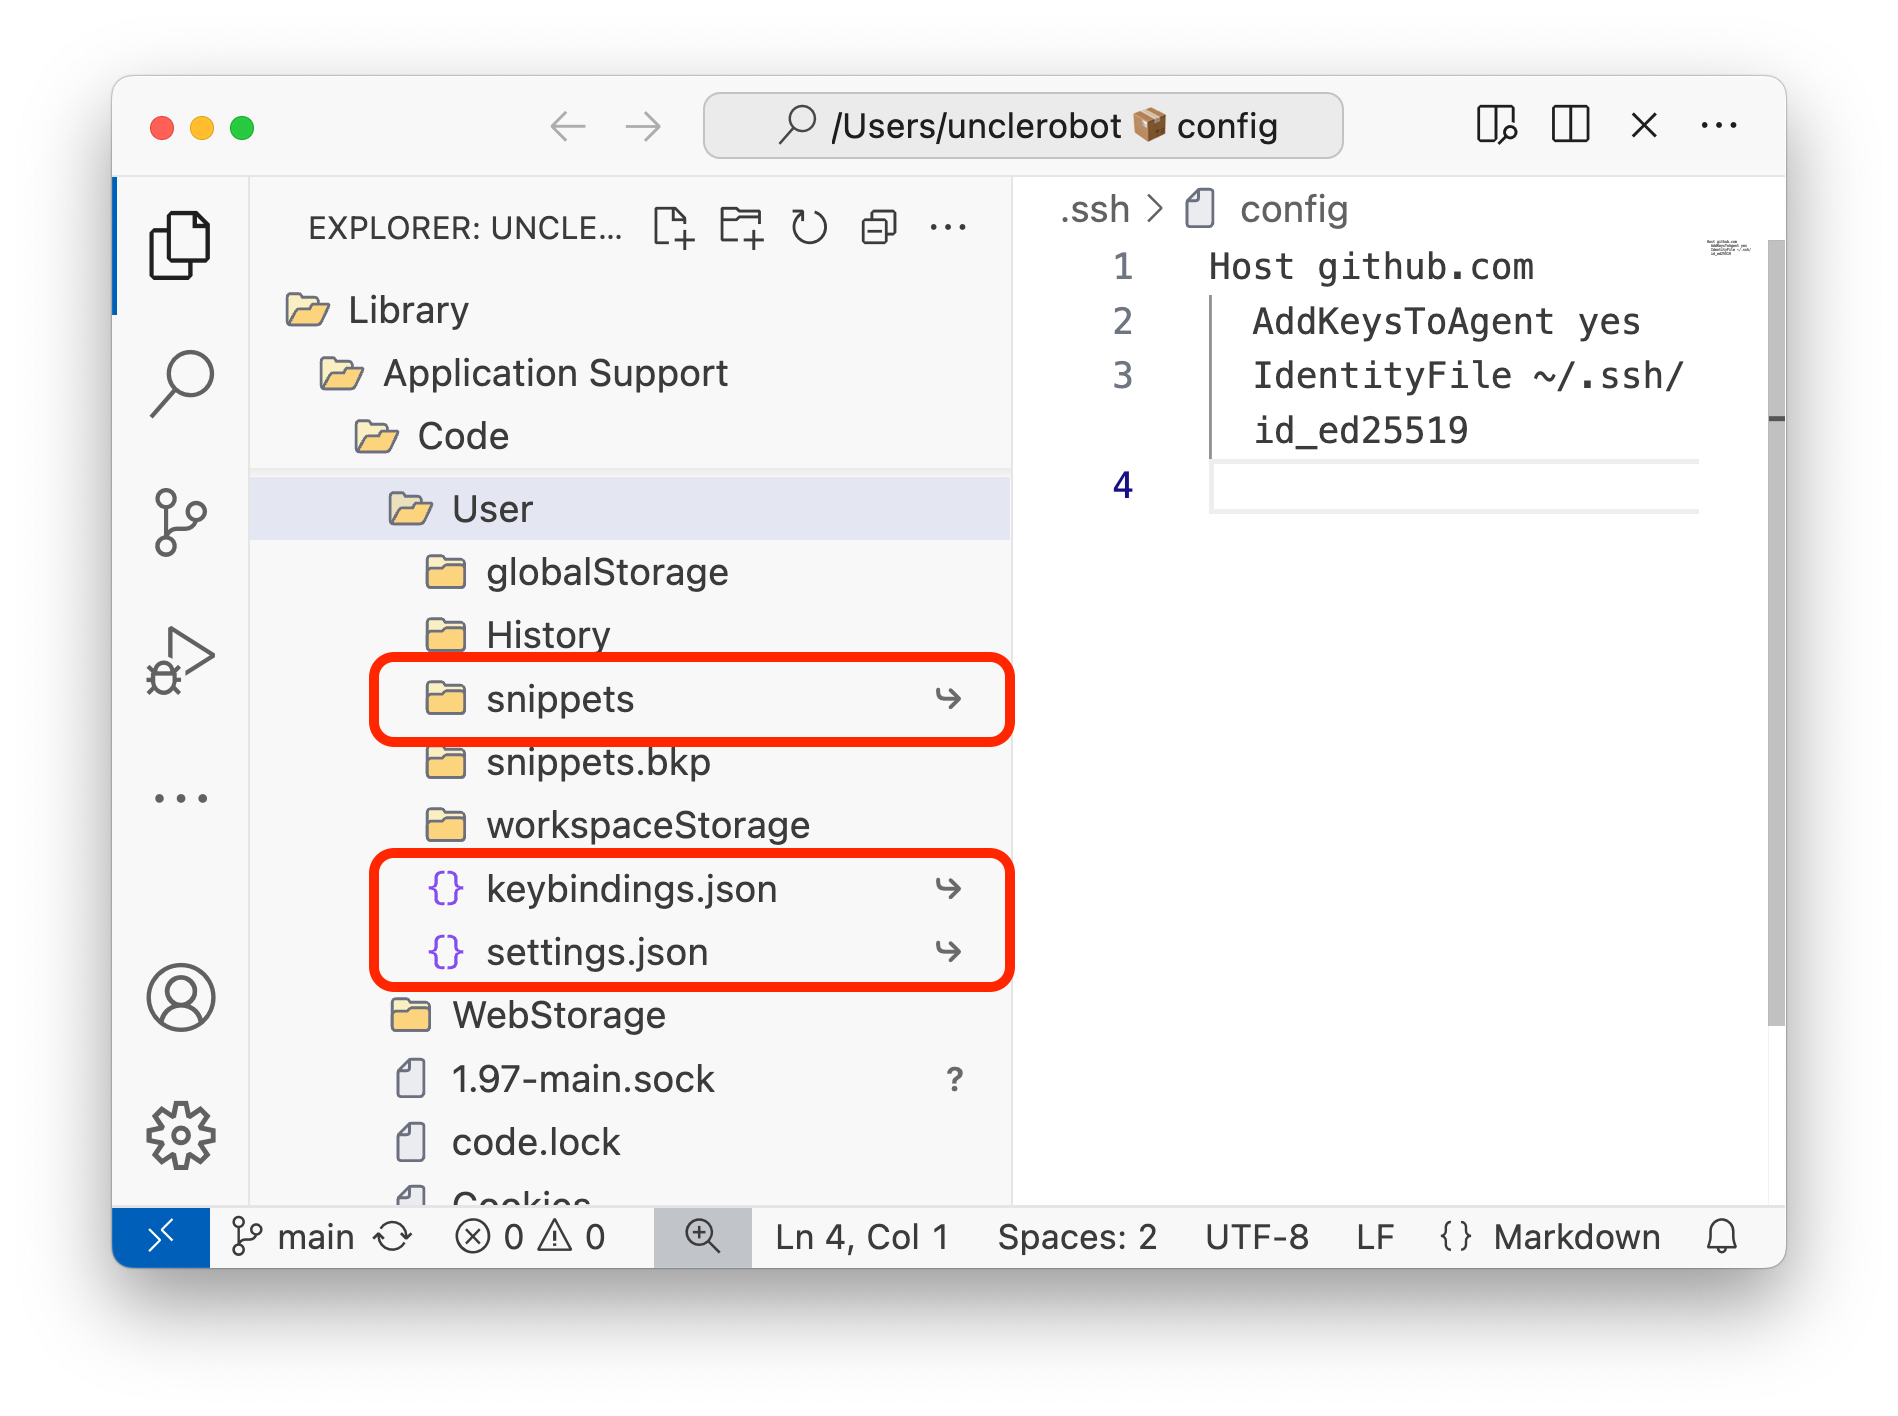 /Users/unclerobot 📦 config
EXPLORER: UNCLE...
Library
Application Support
Code
User
globalStorage
History
snippets
snippets.bkp
workspaceStorage
{} keybindings.json
{} settings.json
WebStorage
1.97-main.sock ?
code.lock
Cookies
.ssh > config
1 Host github.com
2 AddKeysToAgent yes
3 IdentityFile ~/.ssh/
id_ed25519
4
main 0 0 Ln 4, Col 1 Spaces: 2 UTF-8 LF {} Markdown